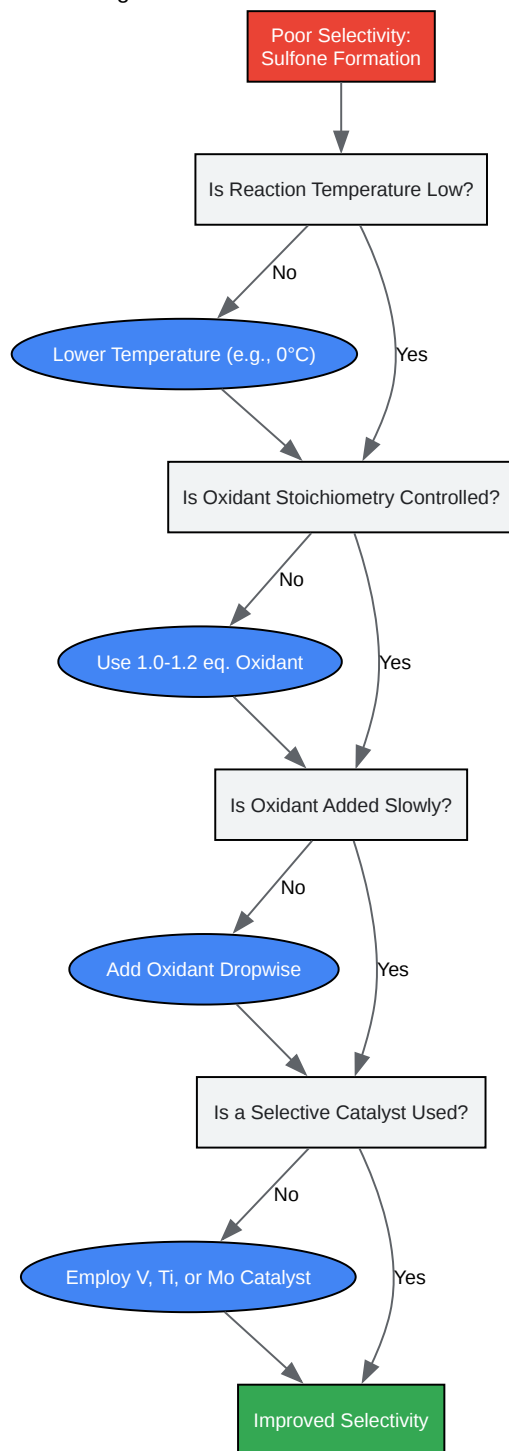 Poor Selectivity:
Sulfone Formation
Is Reaction Temperature Low?
No
Lower Temperature (e.g., 0°C)
Yes
Is Oxidant Stoichiometry Controlled?
No
Use 1.0-1.2 eq. Oxidant
Yes
Is Oxidant Added Slowly?
No
Add Oxidant Dropwise
Yes
Is a Selective Catalyst Used?
No
Employ V, Ti, or Mo Catalyst
Yes
Improved Selectivity